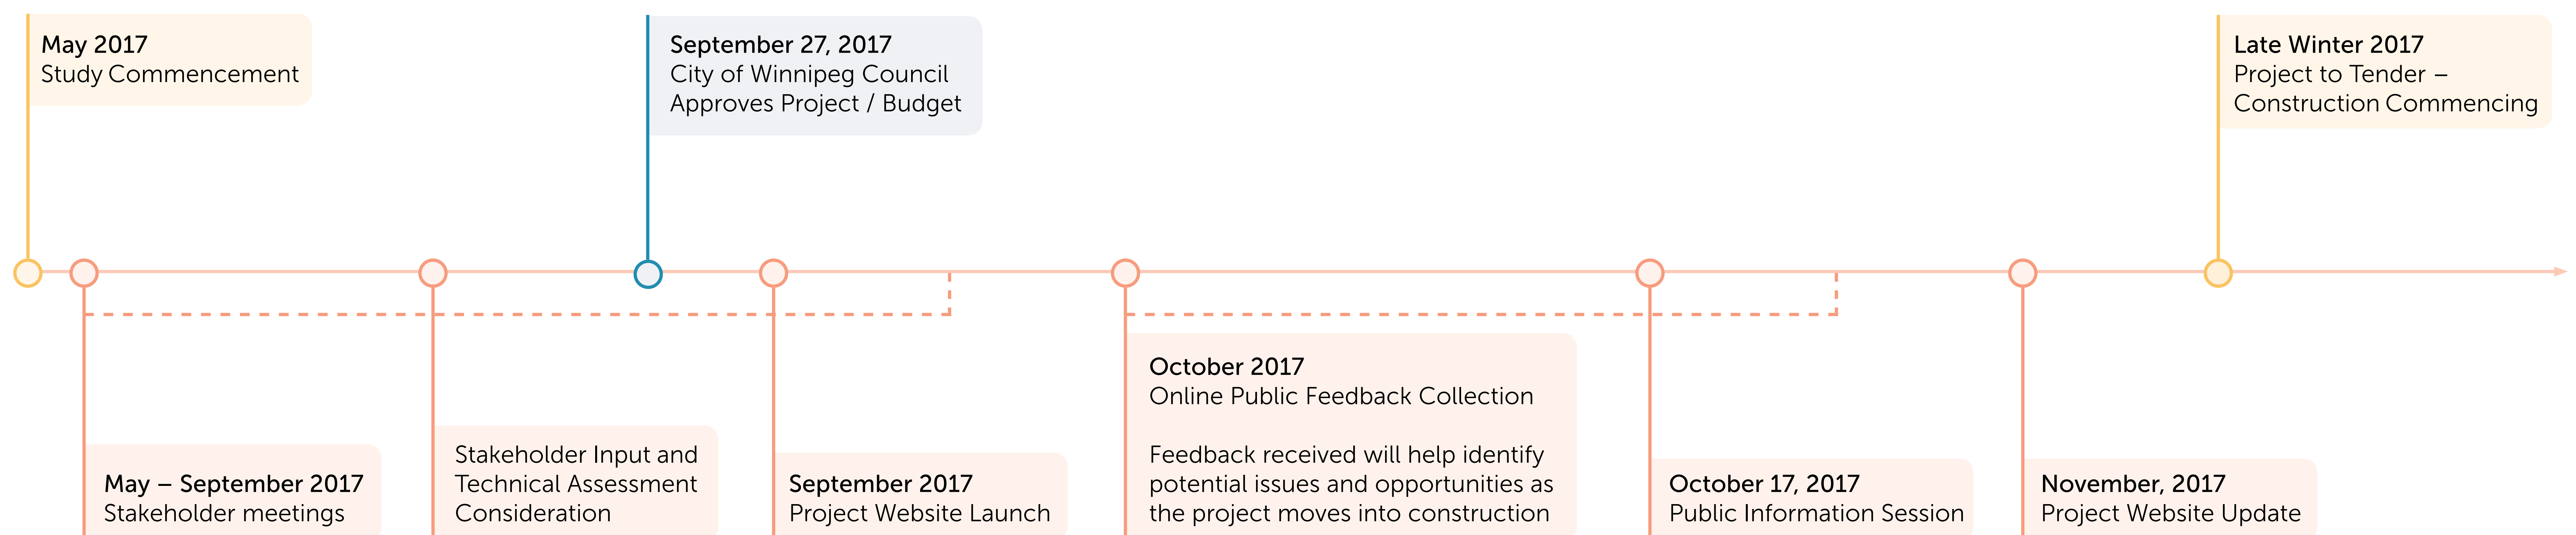 May 2017
Study Commencement
September 27, 2017
City of Winnipeg Council
Approves Project / Budget
Late Winter 2017
Project to Tender –
Construction Commencing
May – September 2017
Stakeholder meetings
Stakeholder Input and
Technical Assessment
Consideration
September 2017
Project Website Launch
October 2017
Online Public Feedback Collection
Feedback received will help identify
potential issues and opportunities as
the project moves into construction
October 17, 2017
Public Information Session
November, 2017
Project Website Update